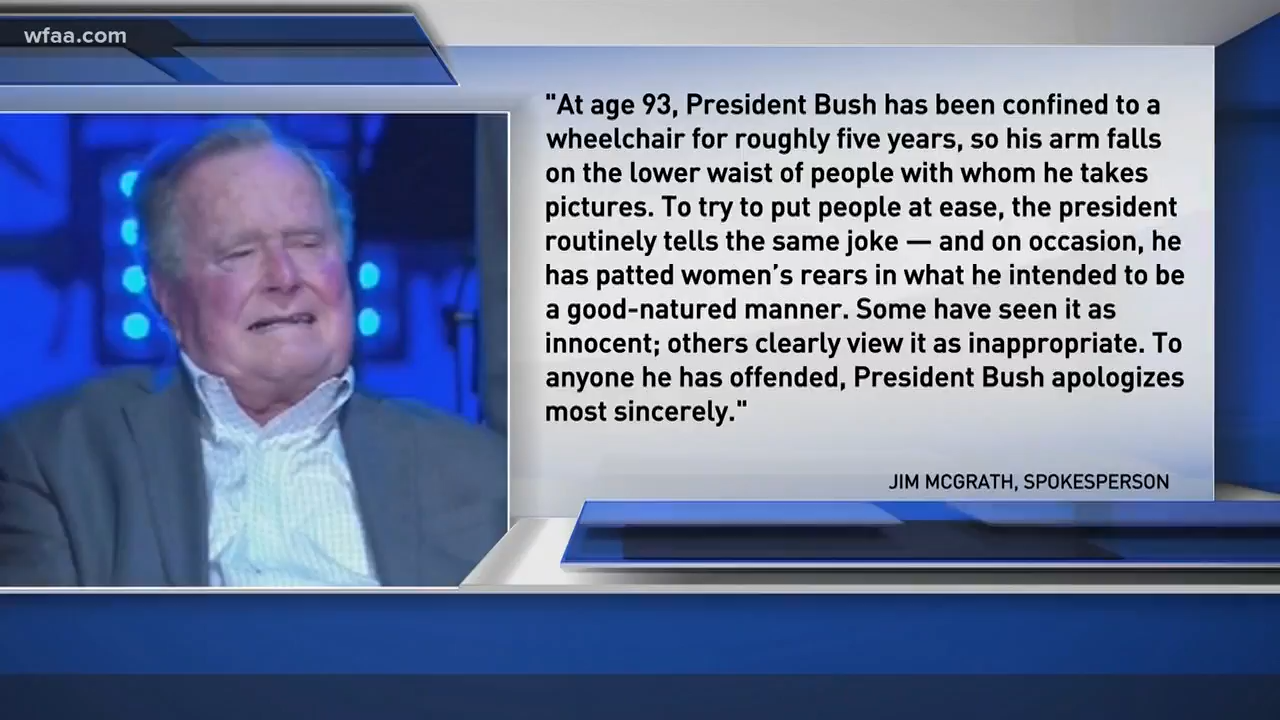 wfaa.com
"At age 93, President Bush has been confined to a
wheelchair for roughly five years, so his arm falls
on the lower waist of people with whom he takes
pictures. To try to put people at ease, the president
routinely tells the same joke — and on occasion, he
has patted women’s rears in what he intended to be
a good-natured manner. Some have seen it as
innocent; others clearly view it as inappropriate. To
anyone he has offended, President Bush apologizes
most sincerely."
JIM MCGRATH, SPOKESPERSON